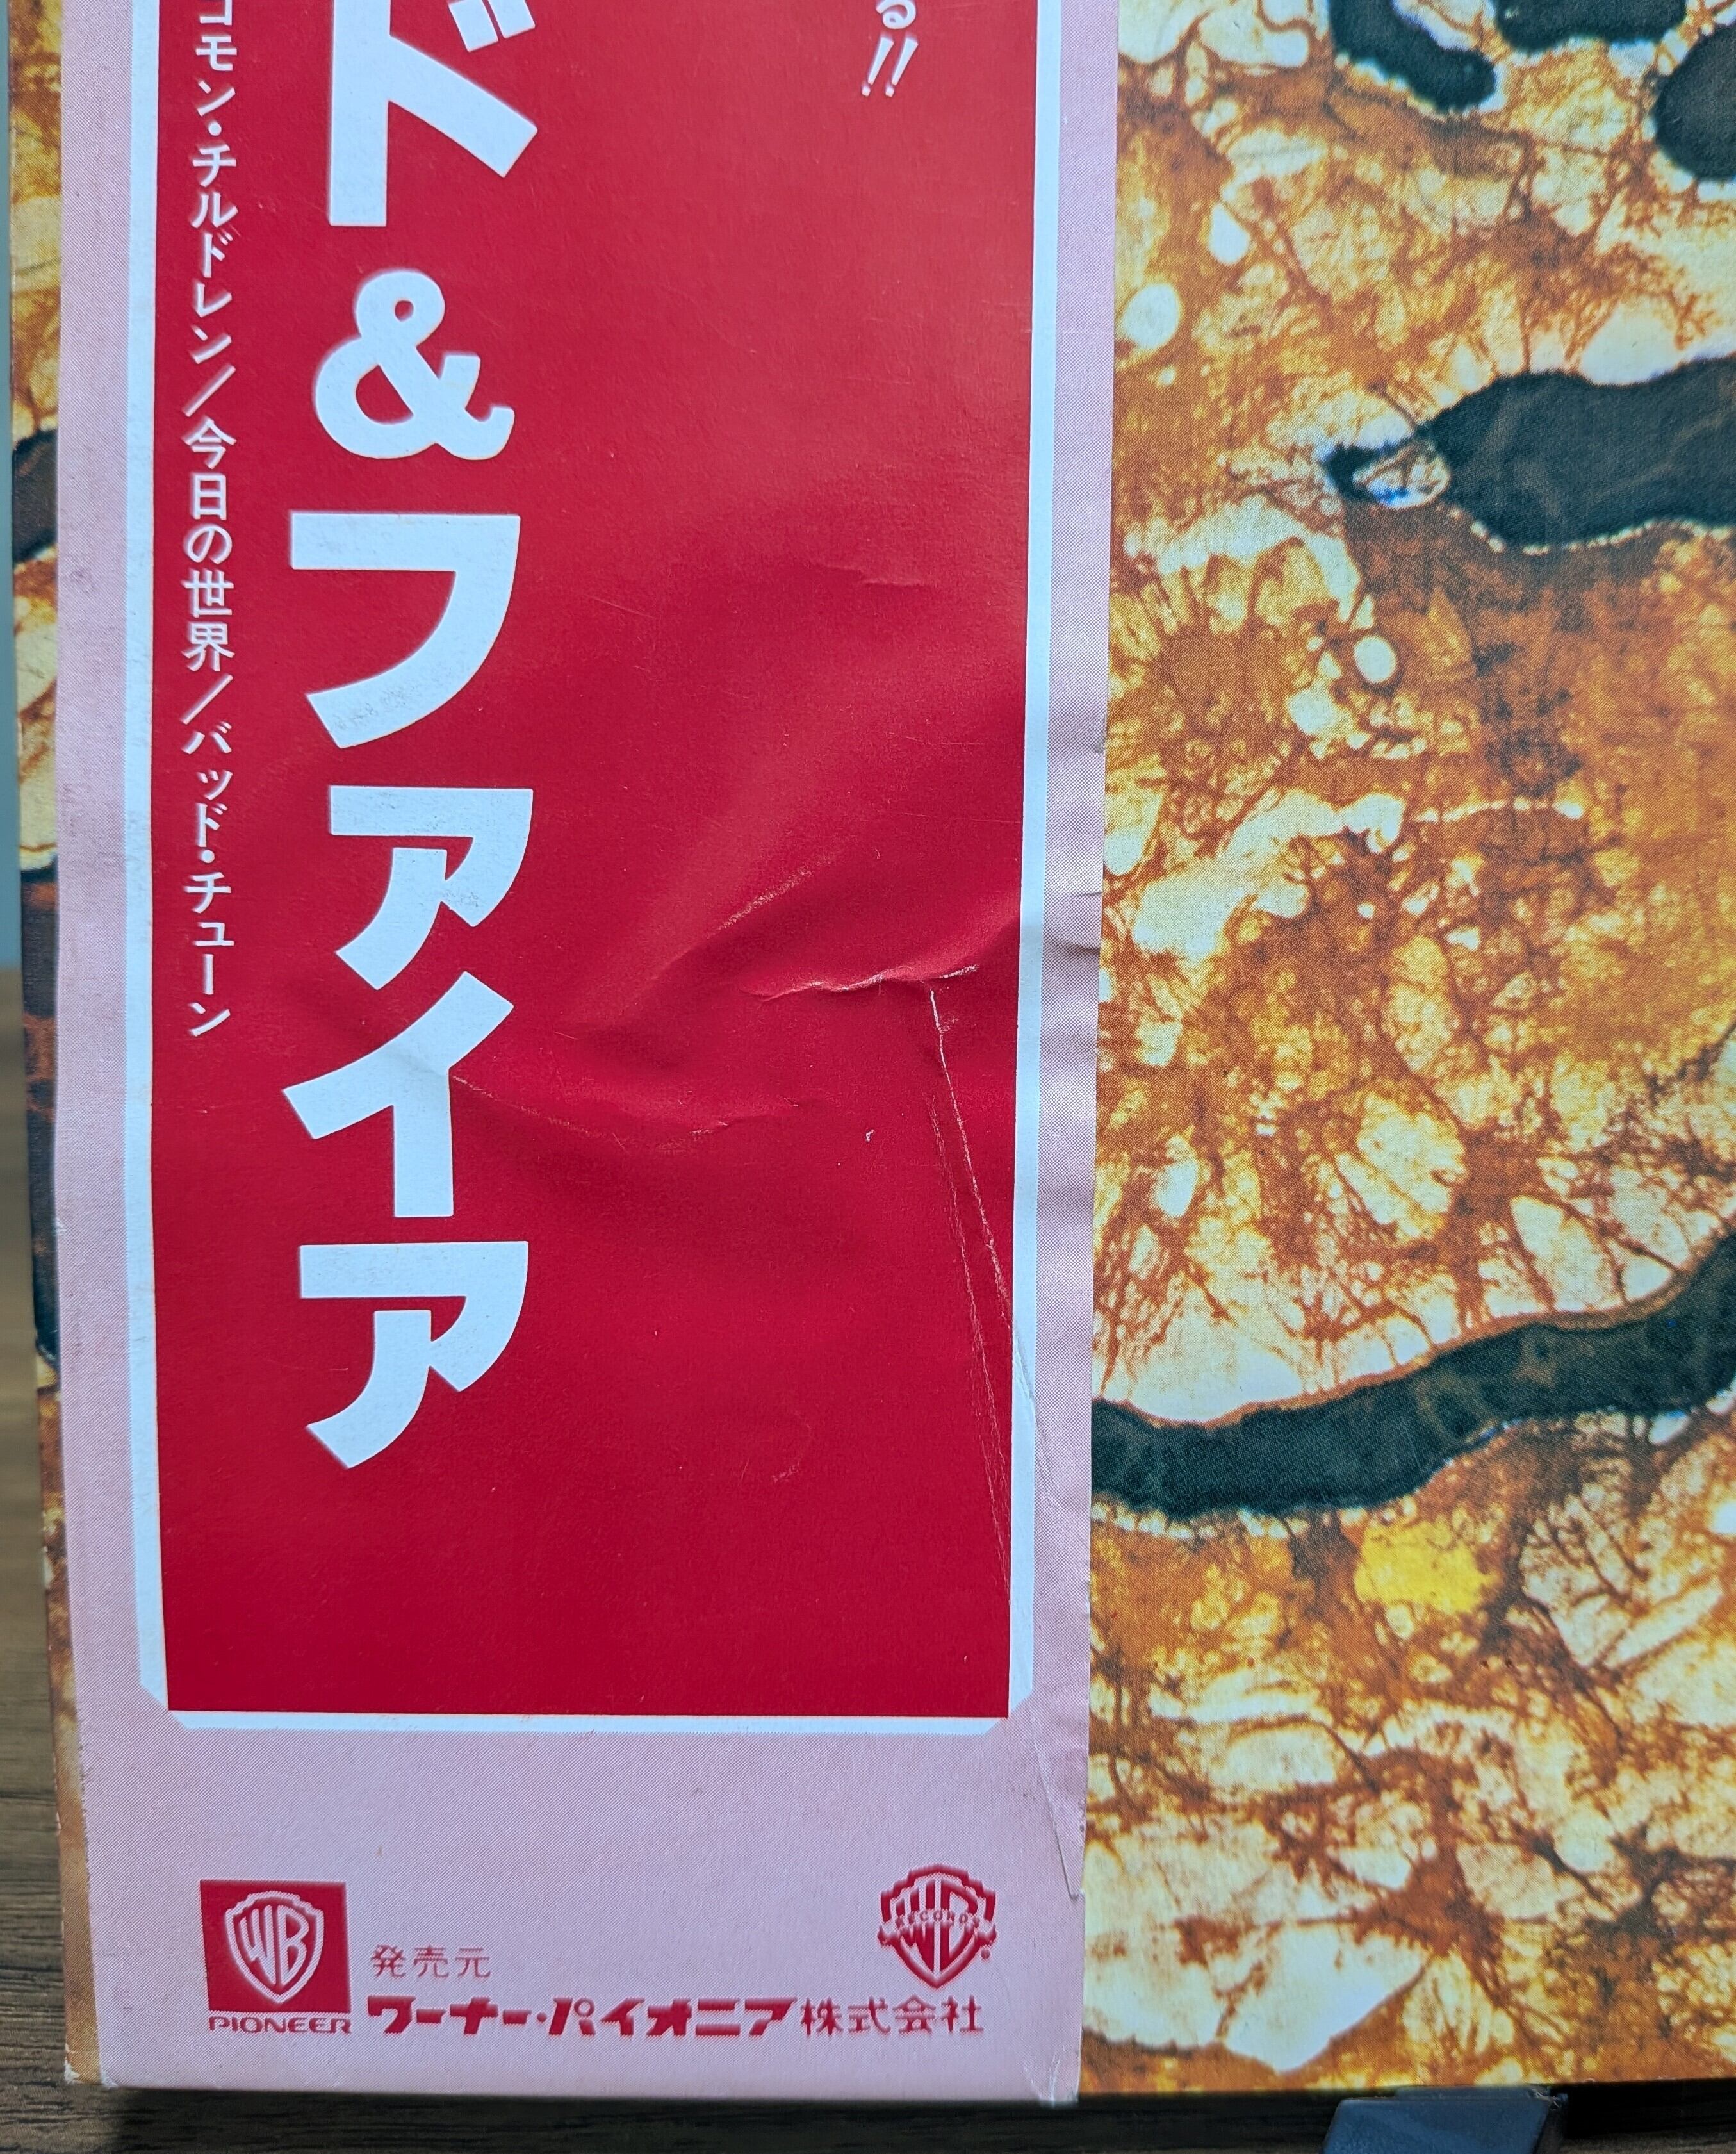 る!!
ド&ファイア
コモン・チルドレン/今日の世界/バッド・チューン
WB
PIONEER
発売元
ワーナー・パイオニア株式会社
WB
RECORDS